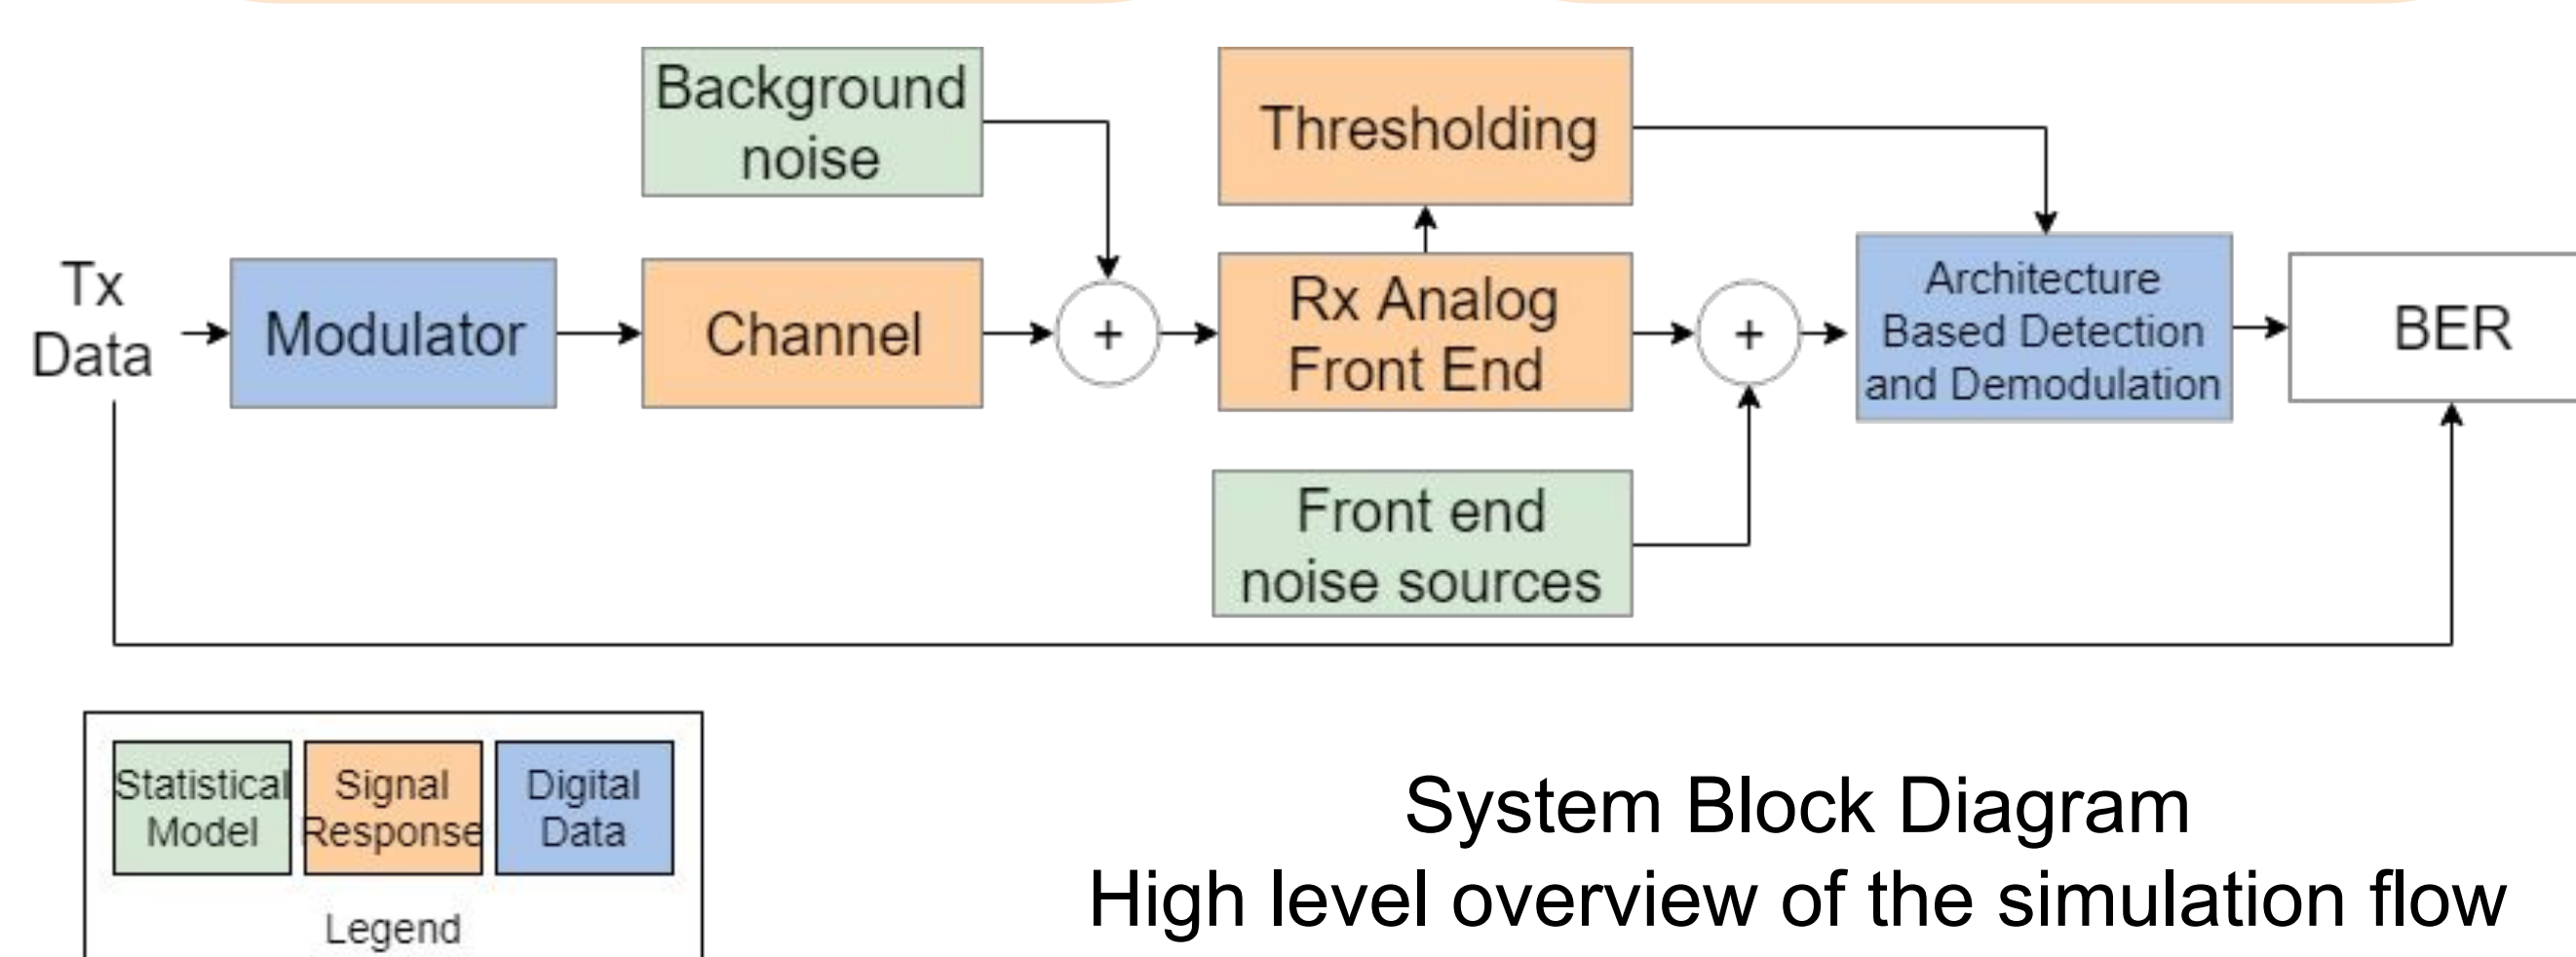 Background
noise
Thresholding
Tx
Data
Modulator
Channel
+
Rx Analog
Front End
+
Architecture
Based Detection
and Demodulation
BER
Front end
noise sources
Statistical
Model
Signal
Response
Digital
Data
Legend
System Block Diagram
High level overview of the simulation flow